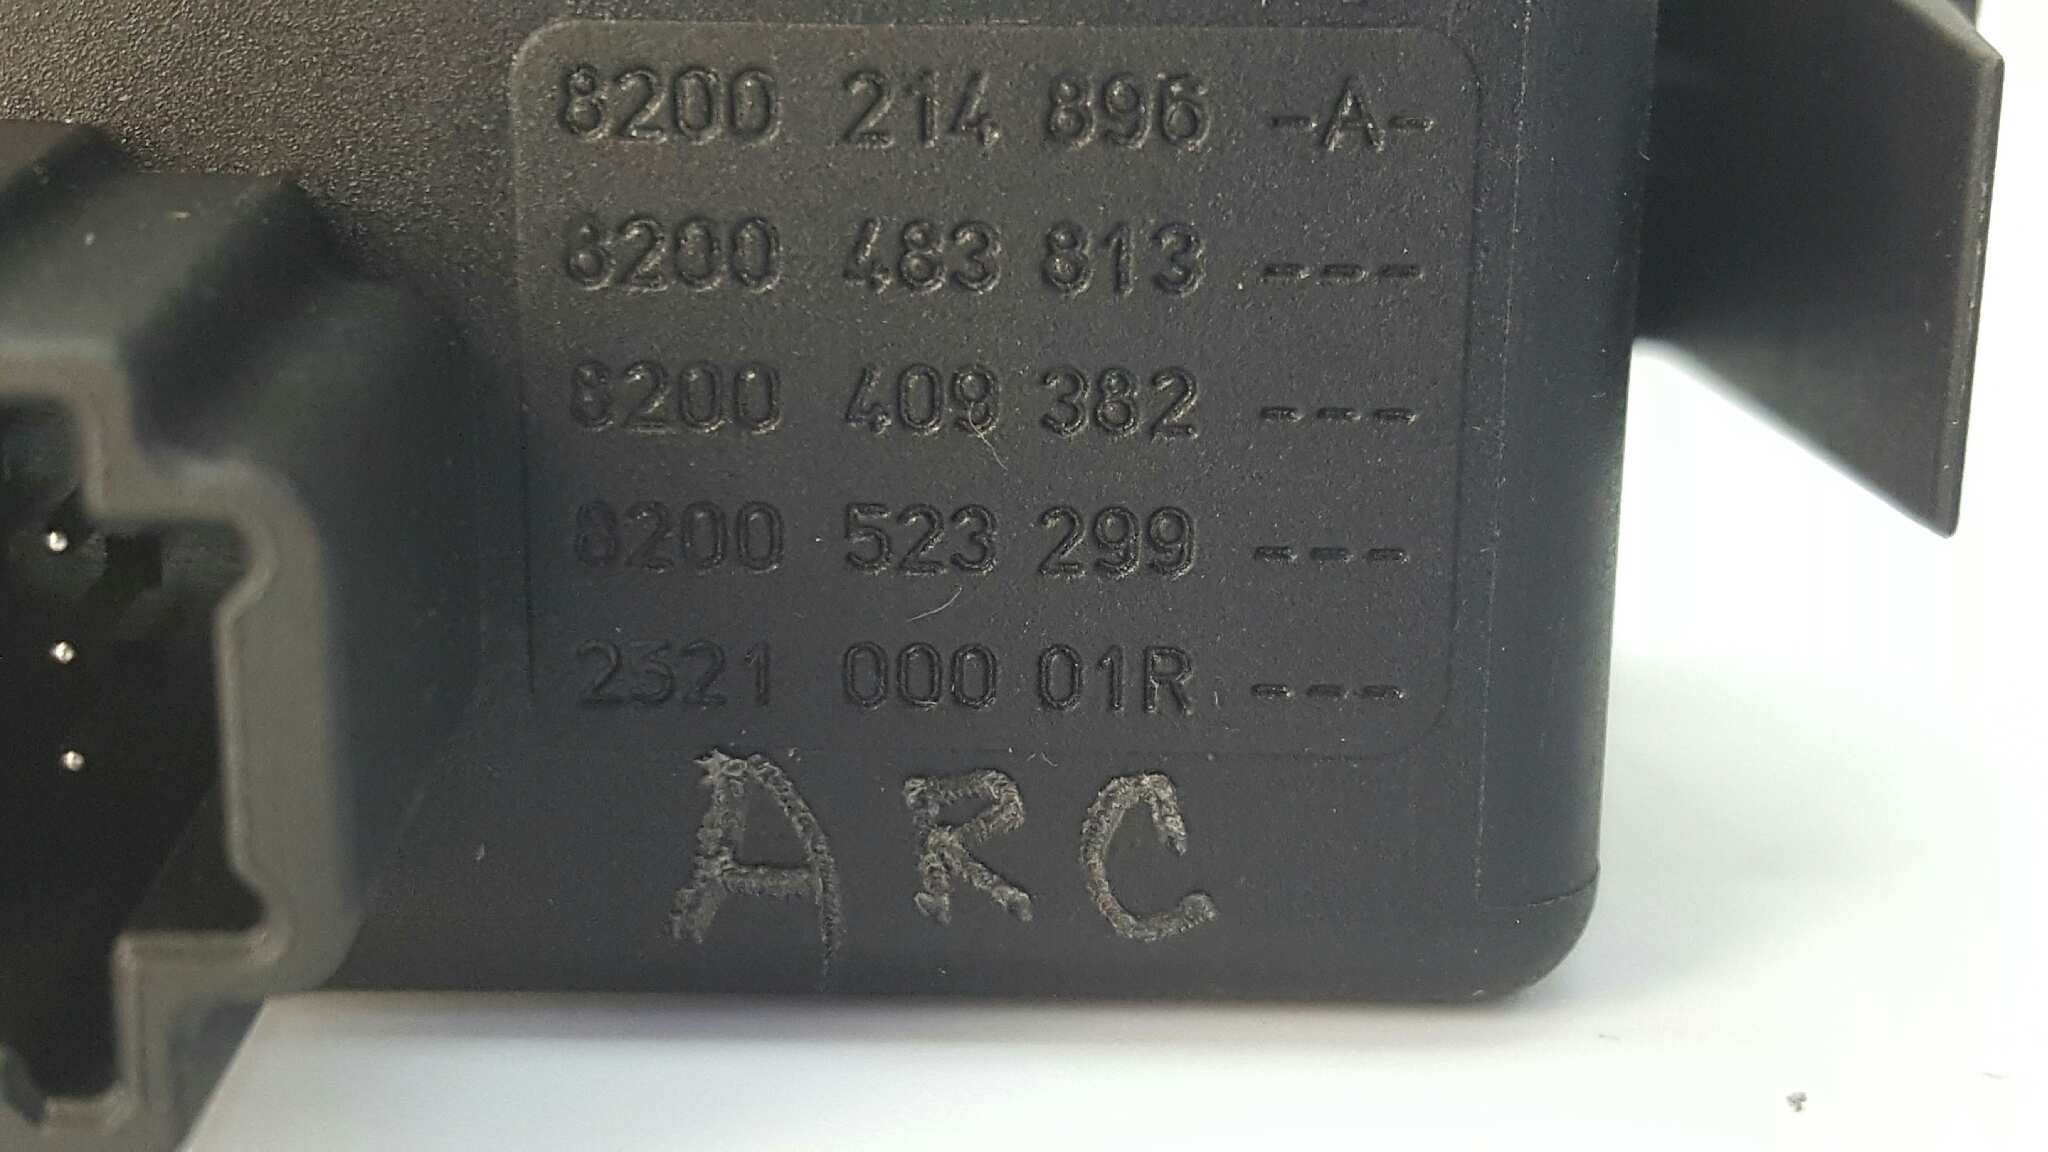 8200 214 896 -A-
8200 483 813 ---
8200 409 382 ---
8200 523 299 ---
2521 000 01R ---
ARC